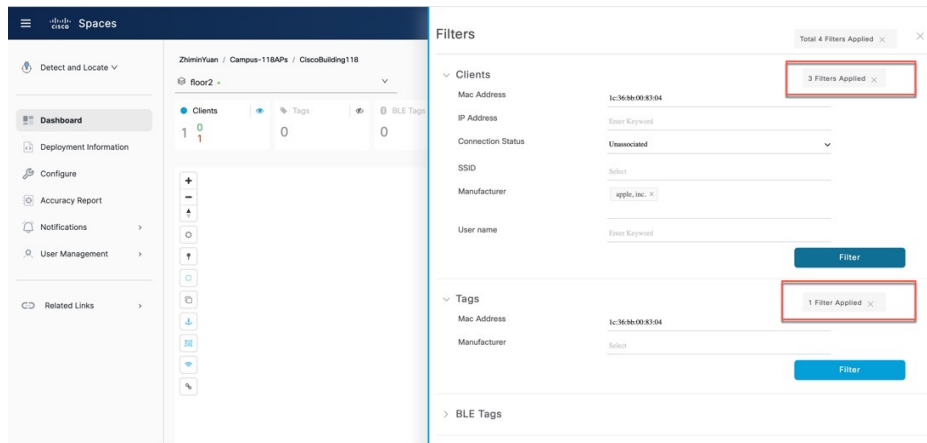 cisco Spaces
Detect and Locate
Dashboard
Deployment Information
Configure
Accuracy Report
Notifications
User Management
Related Links
ZhiminYuan / Campus-118APs / CiscoBuilding118
floor2
Clients
1 0
1
Tags
0
BLE Tags
0
Filters
Total 4 Filters Applied ×
×
Clients
3 Filters Applied ×
Mac Address 1c:36:bb:00:83:04
IP Address Enter Keyword
Connection Status Unassociated
SSID Select
Manufacturer apple, inc. ×
User name Enter Keyword
Filter
Tags
1 Filter Applied ×
Mac Address 1c:36:bb:00:83:04
Manufacturer Select
Filter
BLE Tags